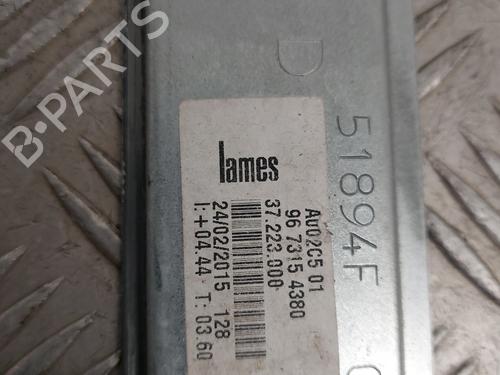 D
51894F
lames
Au02C5 01
96 7315 4380
37.223.000
24/02/2015 128
I:+04.44 T: 03.60
B-PARTS